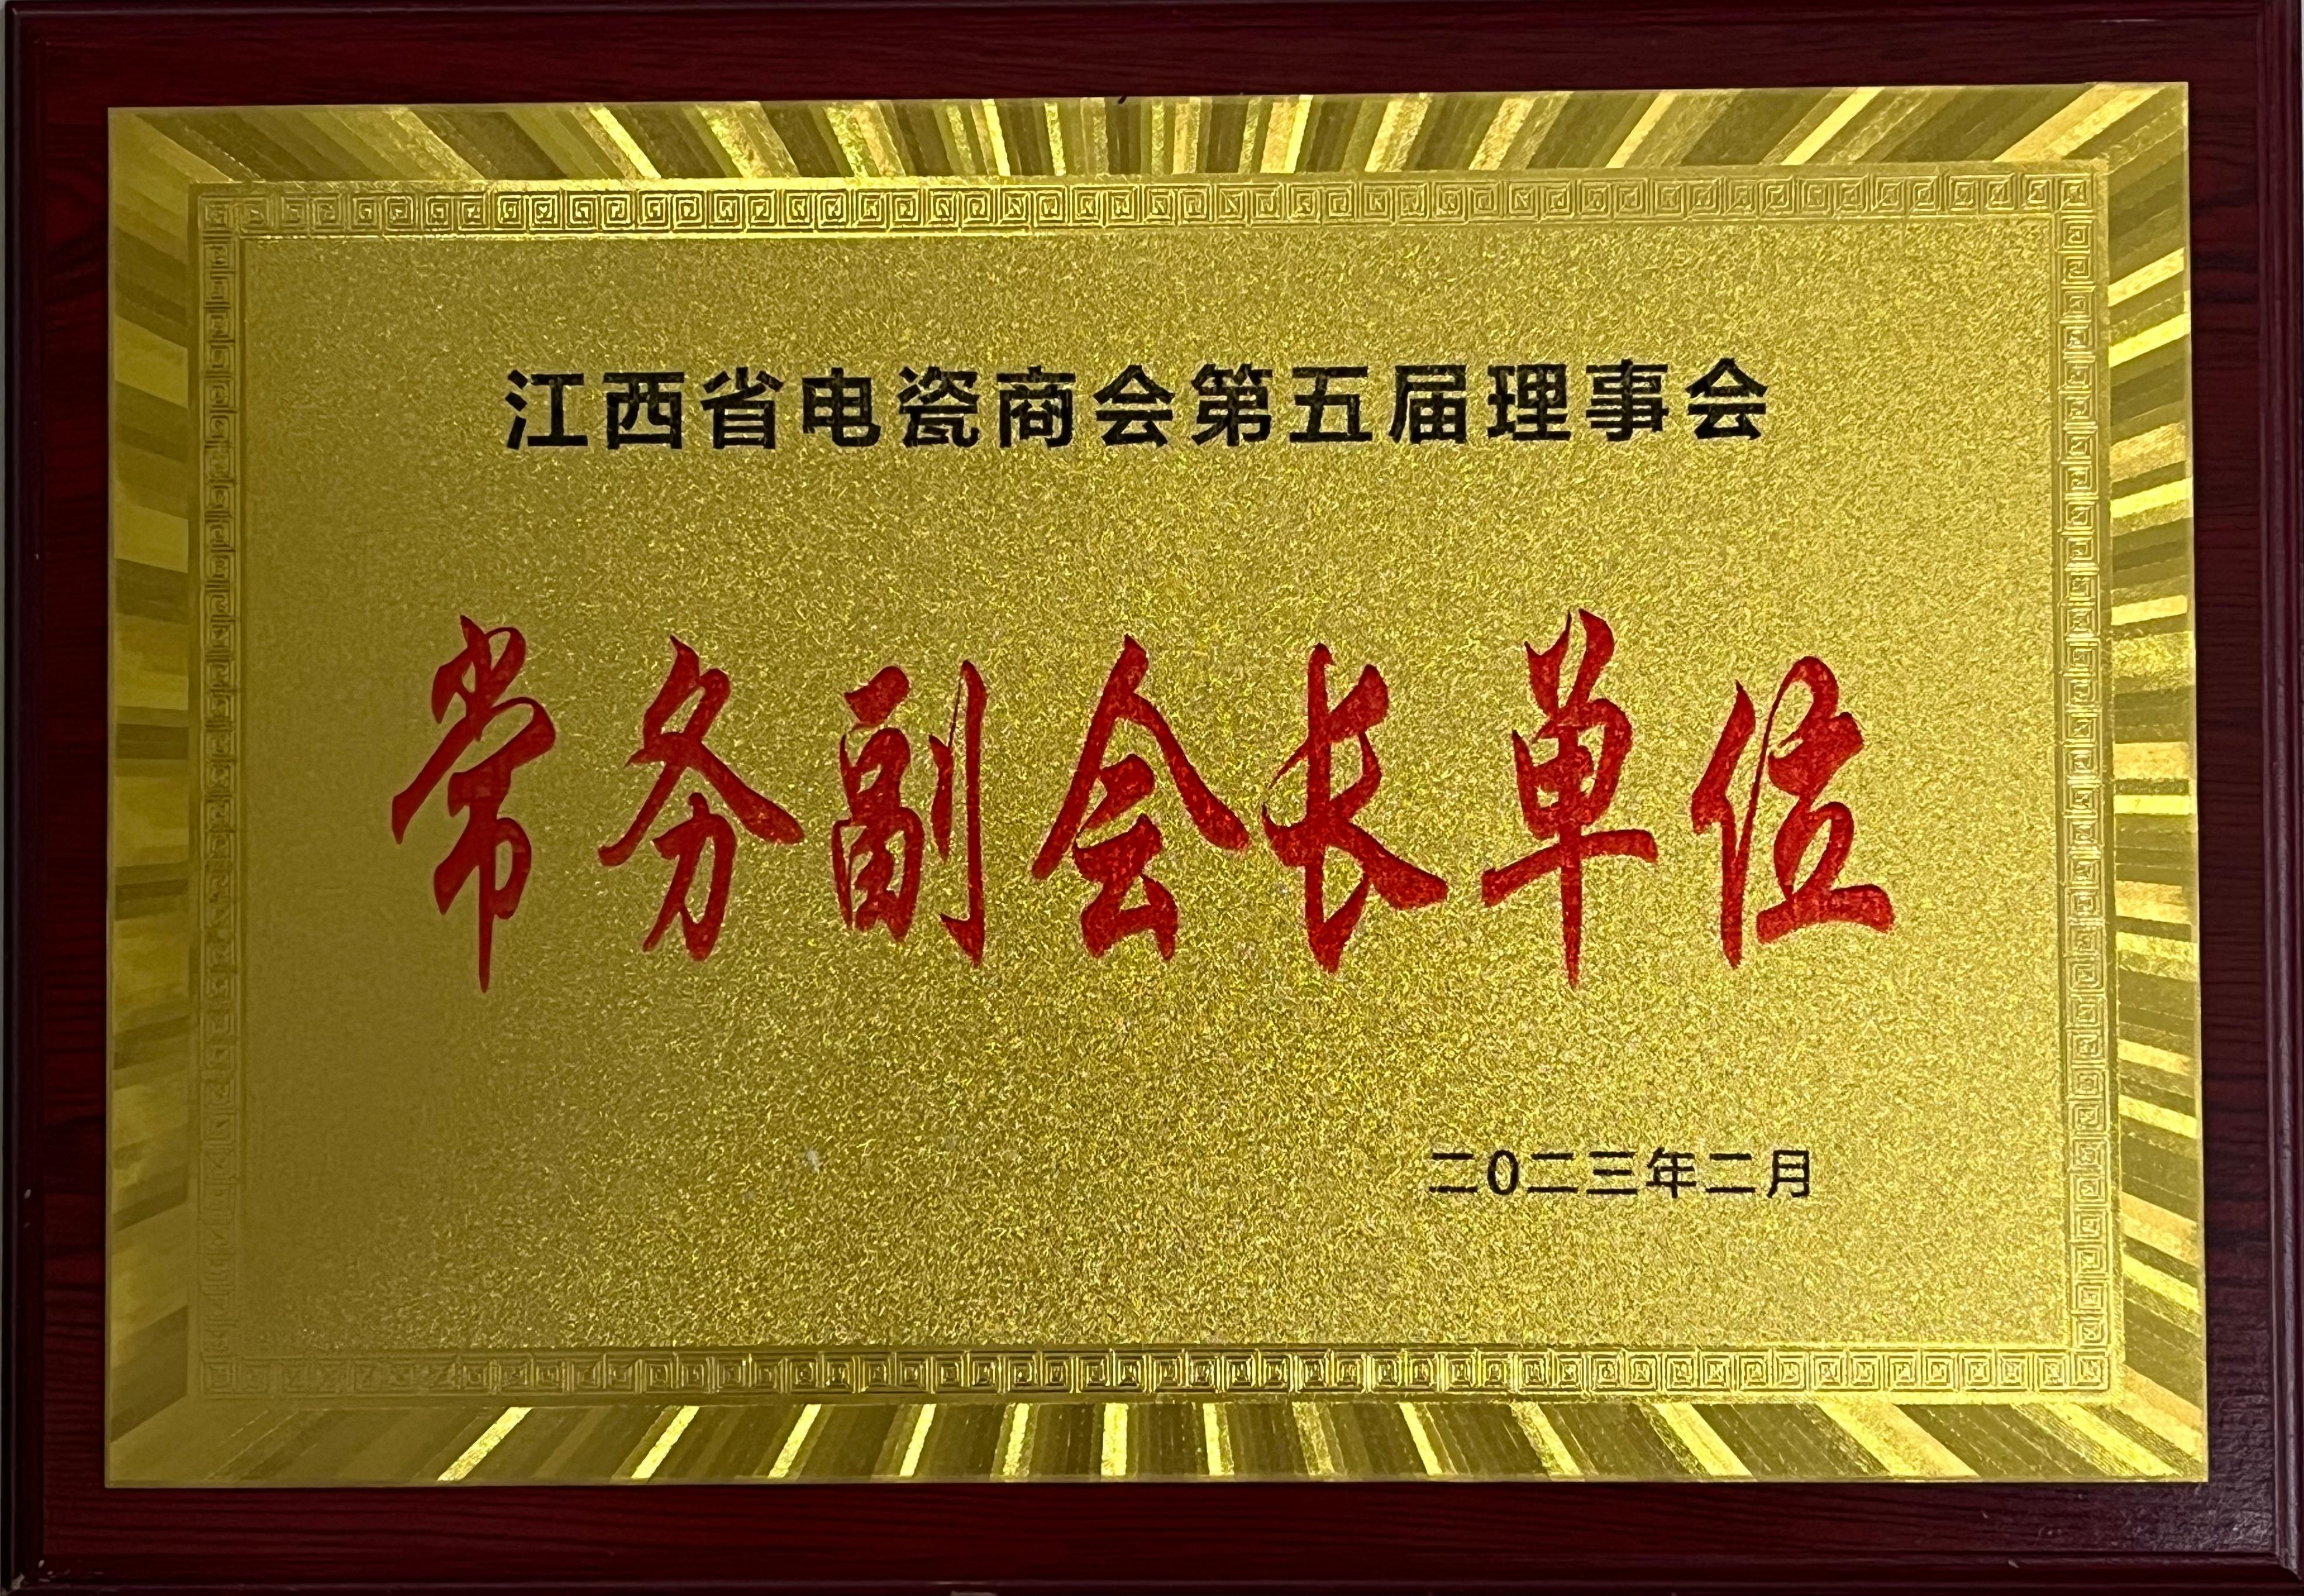 江西省电瓷商会第五届理事会
常务副会长单位
二0二三年二月